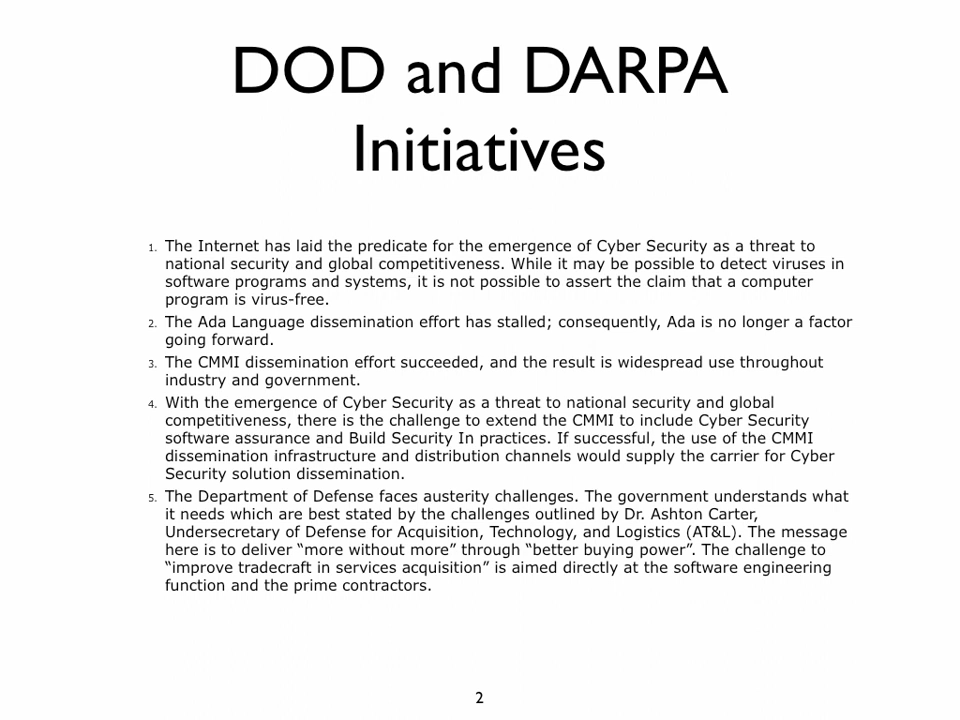 DOD and DARPA
Initiatives
1. The Internet has laid the predicate for the emergence of Cyber Security as a threat to
national security and global competitiveness. While it may be possible to detect viruses in
software programs and systems, it is not possible to assert the claim that a computer
program is virus-free.
2. The Ada Language dissemination effort has stalled; consequently, Ada is no longer a factor
going forward.
3. The CMMI dissemination effort succeeded, and the result is widespread use throughout
industry and government.
4. With the emergence of Cyber Security as a threat to national security and global
competitiveness, there is the challenge to extend the CMMI to include Cyber Security
software assurance and Build Security In practices. If successful, the use of the CMMI
dissemination infrastructure and distribution channels would supply the carrier for Cyber
Security solution dissemination.
5. The Department of Defense faces austerity challenges. The government understands what
it needs which are best stated by the challenges outlined by Dr. Ashton Carter,
Undersecretary of Defense for Acquisition, Technology, and Logistics (AT&L). The message
here is to deliver “more without more” through “better buying power”. The challenge to
“improve tradecraft in services acquisition” is aimed directly at the software engineering
function and the prime contractors.
2